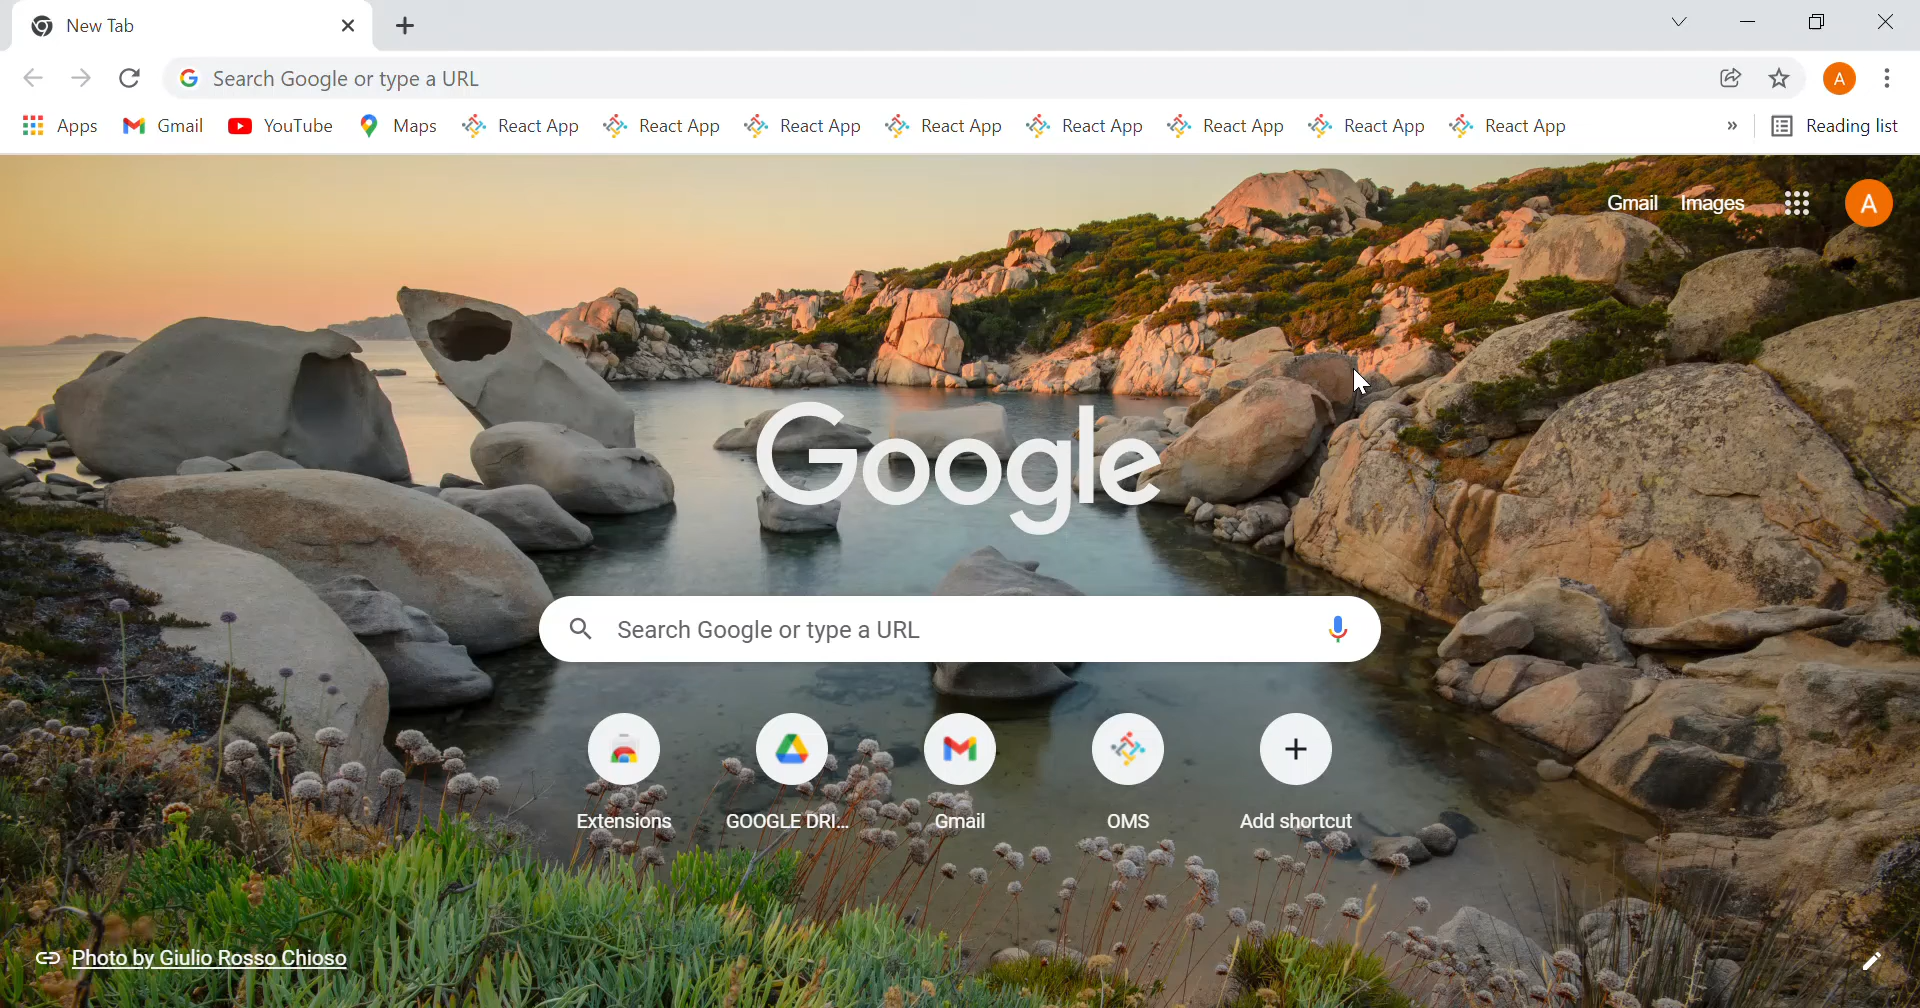 New Tab
Search Google or type a URL
A
Apps Gmail YouTube Maps React App React App React App React App React App React App React App React App » Reading list
Gmail Images A
Google
Search Google or type a URL
Extensions GOOGLE DRI... Gmail OMS Add shortcut
Photo by Giulio Rosso Chioso